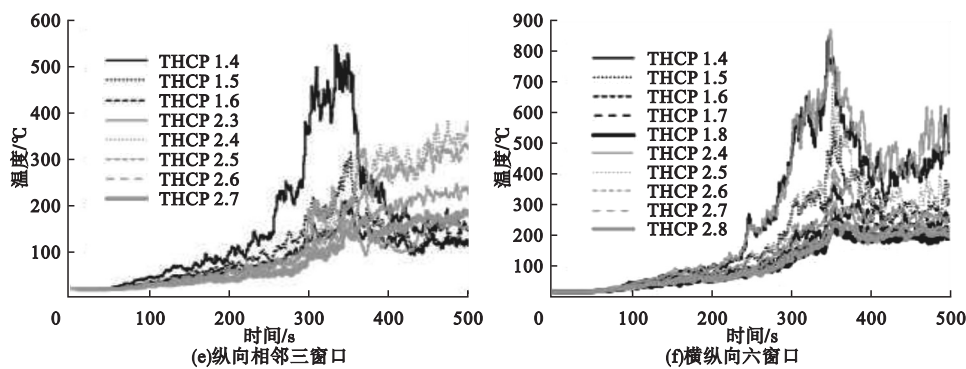 600
500
400
300
200
100
温度/℃
THCP 1.4
THCP 1.5
THCP 1.6
THCP 2.3
THCP 2.4
THCP 2.5
THCP 2.6
THCP 2.7
0 100 200 300 400 500
时间/s
(e)纵向相邻三窗口
900
800
700
600
500
400
300
200
100
温度/℃
THCP 1.4
THCP 1.5
THCP 1.6
THCP 1.7
THCP 1.8
THCP 2.4
THCP 2.5
THCP 2.6
THCP 2.7
THCP 2.8
0 100 200 300 400 500
时间/s
(f)横纵向六窗口